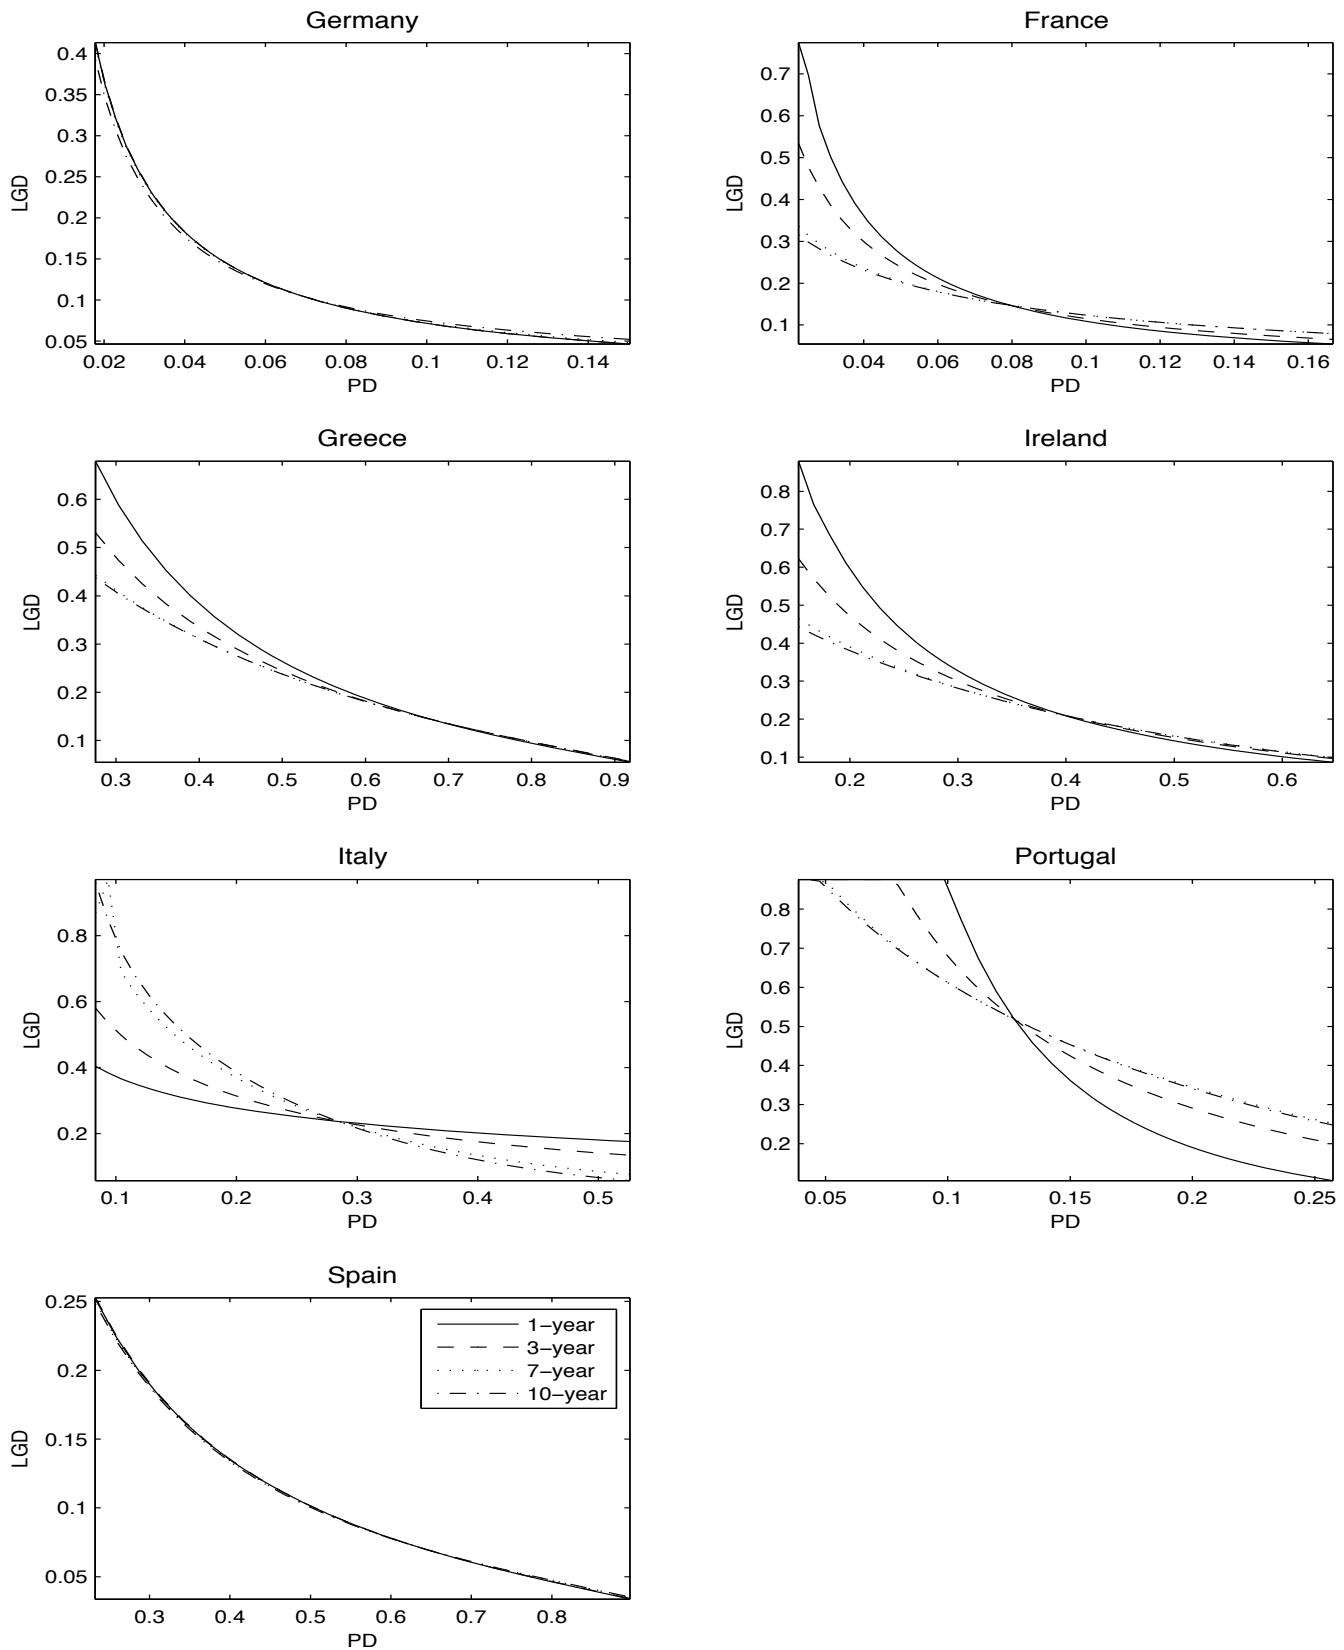 Germany
0.4
0.35
0.3
0.25
0.2
0.15
0.1
0.05
LGD
0.02 0.04 0.06 0.08 0.1 0.12 0.14
PD
France
0.7
0.6
0.5
0.4
0.3
0.2
0.1
LGD
0.04 0.06 0.08 0.1 0.12 0.14 0.16
PD
Greece
0.6
0.5
0.4
0.3
0.2
0.1
LGD
0.3 0.4 0.5 0.6 0.7 0.8 0.9
PD
Ireland
0.8
0.7
0.6
0.5
0.4
0.3
0.2
0.1
LGD
0.2 0.3 0.4 0.5 0.6
PD
Italy
0.8
0.6
0.4
0.2
LGD
0.1 0.2 0.3 0.4 0.5
PD
Portugal
0.8
0.7
0.6
0.5
0.4
0.3
0.2
LGD
0.05 0.1 0.15 0.2 0.25
PD
Spain
0.25
0.2
0.15
0.1
0.05
LGD
1−year
3−year
7−year
10−year
0.3 0.4 0.5 0.6 0.7 0.8
PD